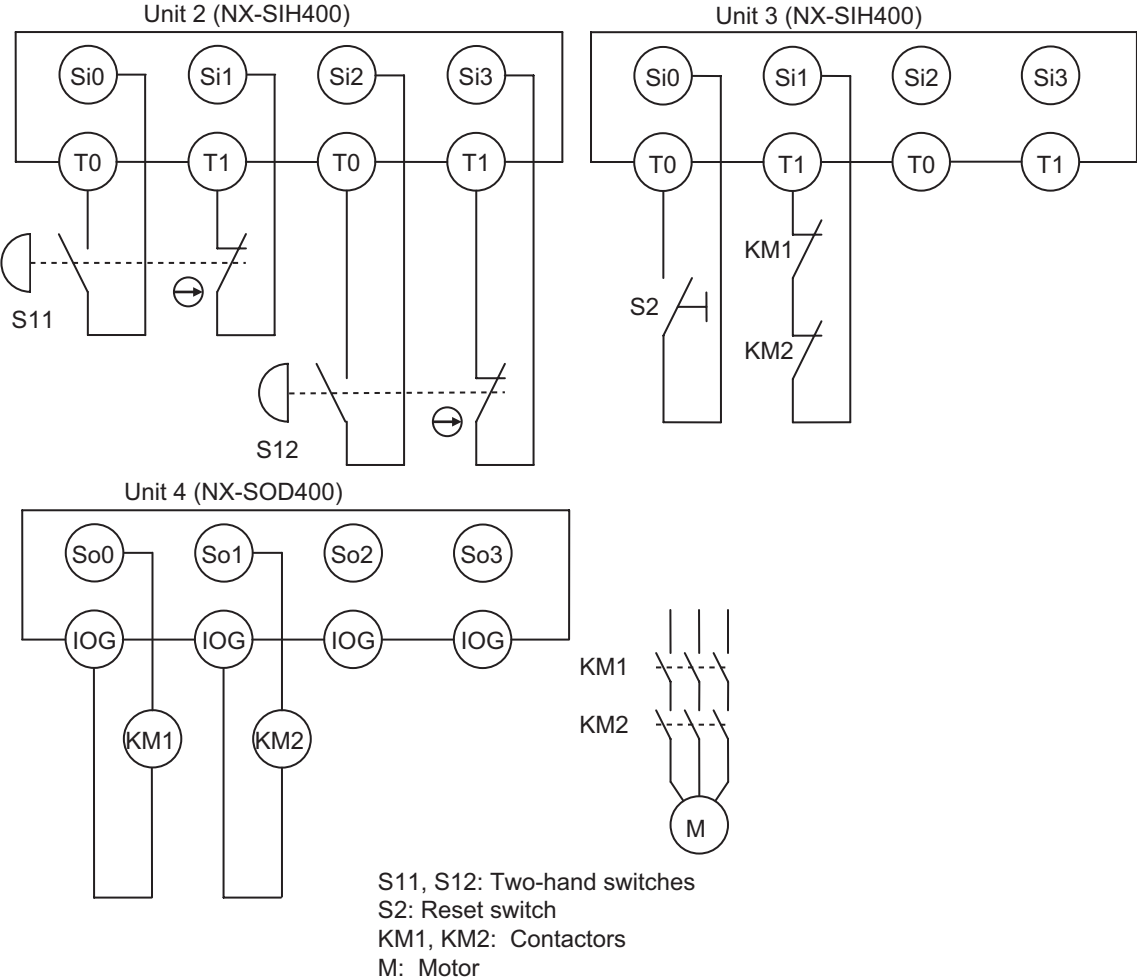 Unit 2 (NX-SIH400)
Si0 Si1 Si2 Si3
T0 T1 T0 T1
S11
S12
Unit 3 (NX-SIH400)
Si0 Si1 Si2 Si3
T0 T1 T0 T1
KM1
S2
KM2
Unit 4 (NX-SOD400)
So0 So1 So2 So3
IOG IOG IOG IOG
KM1 KM2
KM1
KM2
M
S11, S12: Two-hand switches
S2: Reset switch
KM1, KM2: Contactors
M: Motor